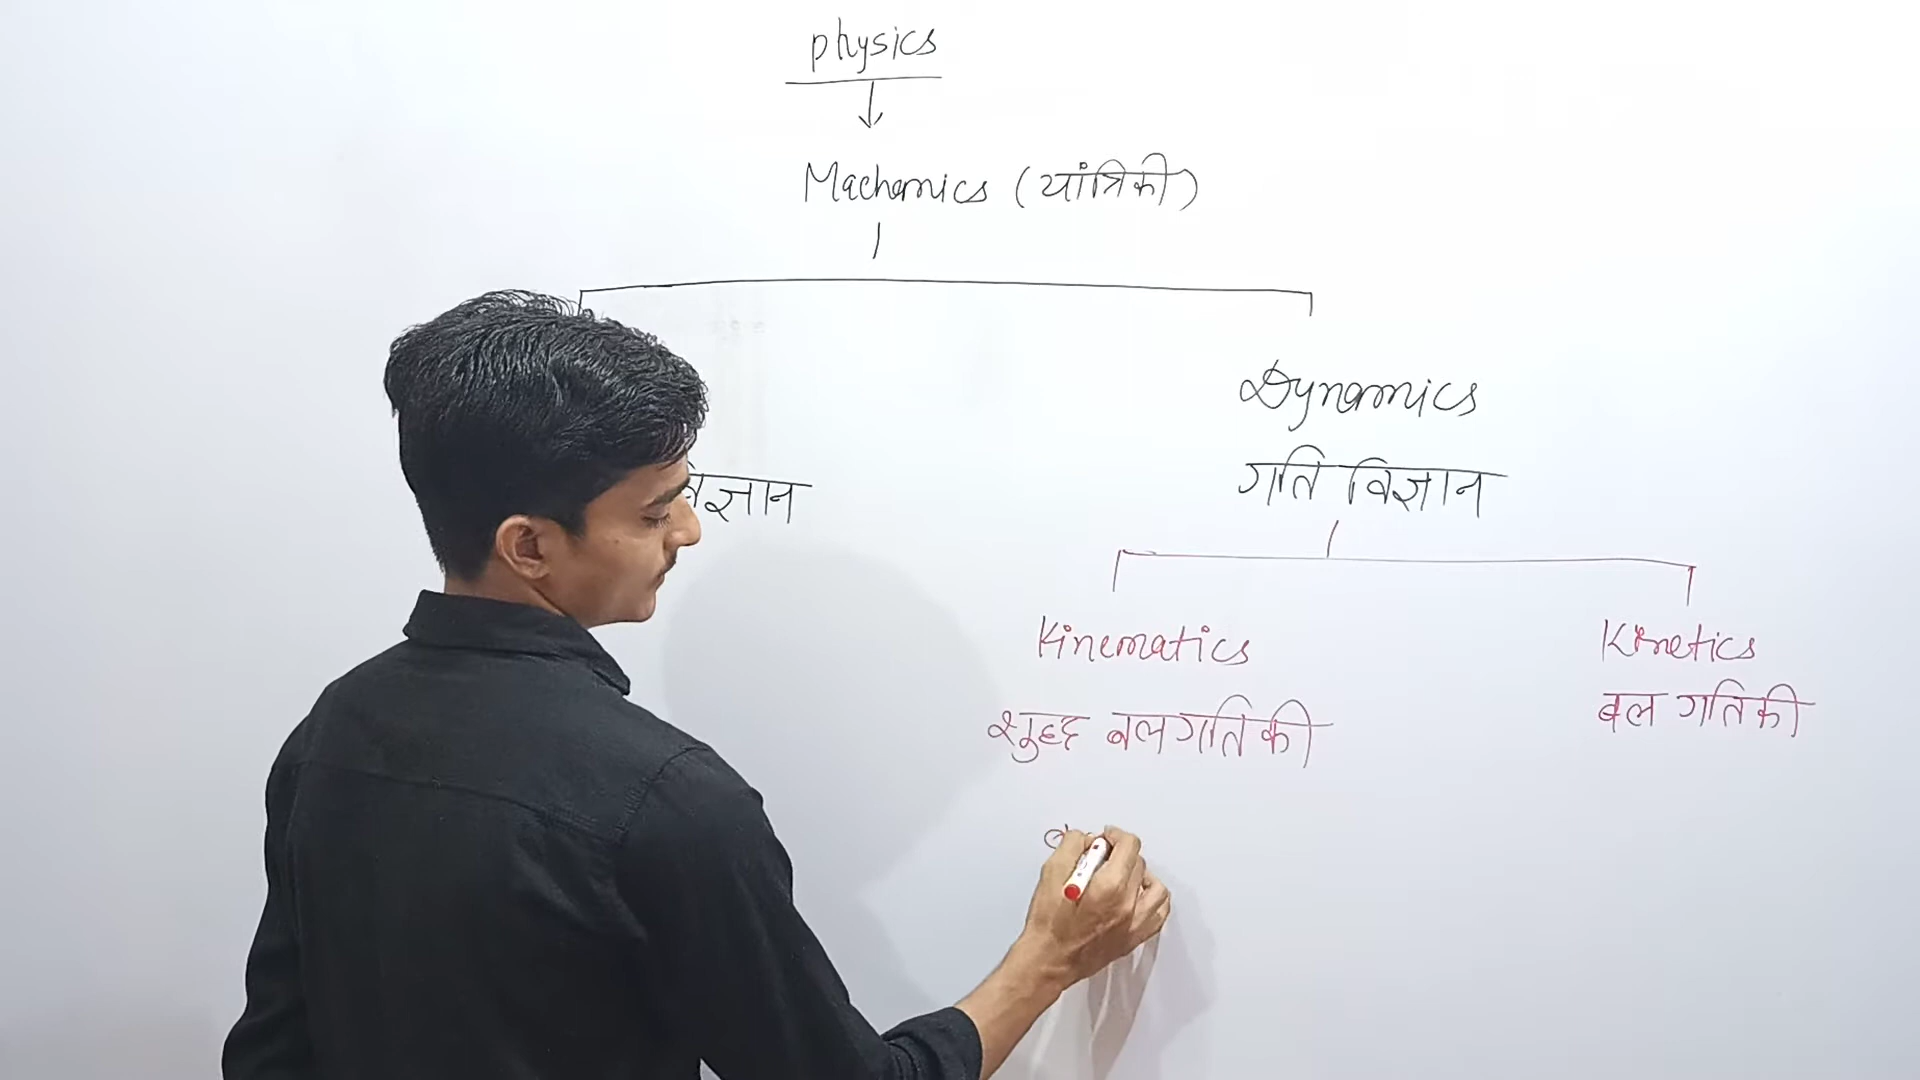 physics
Machanics (यांत्रिकी)
Dynamics
विज्ञान
गति विज्ञान
Kinematics
Kinetics
शुद्ध बलगतिकी
बल गतिकी